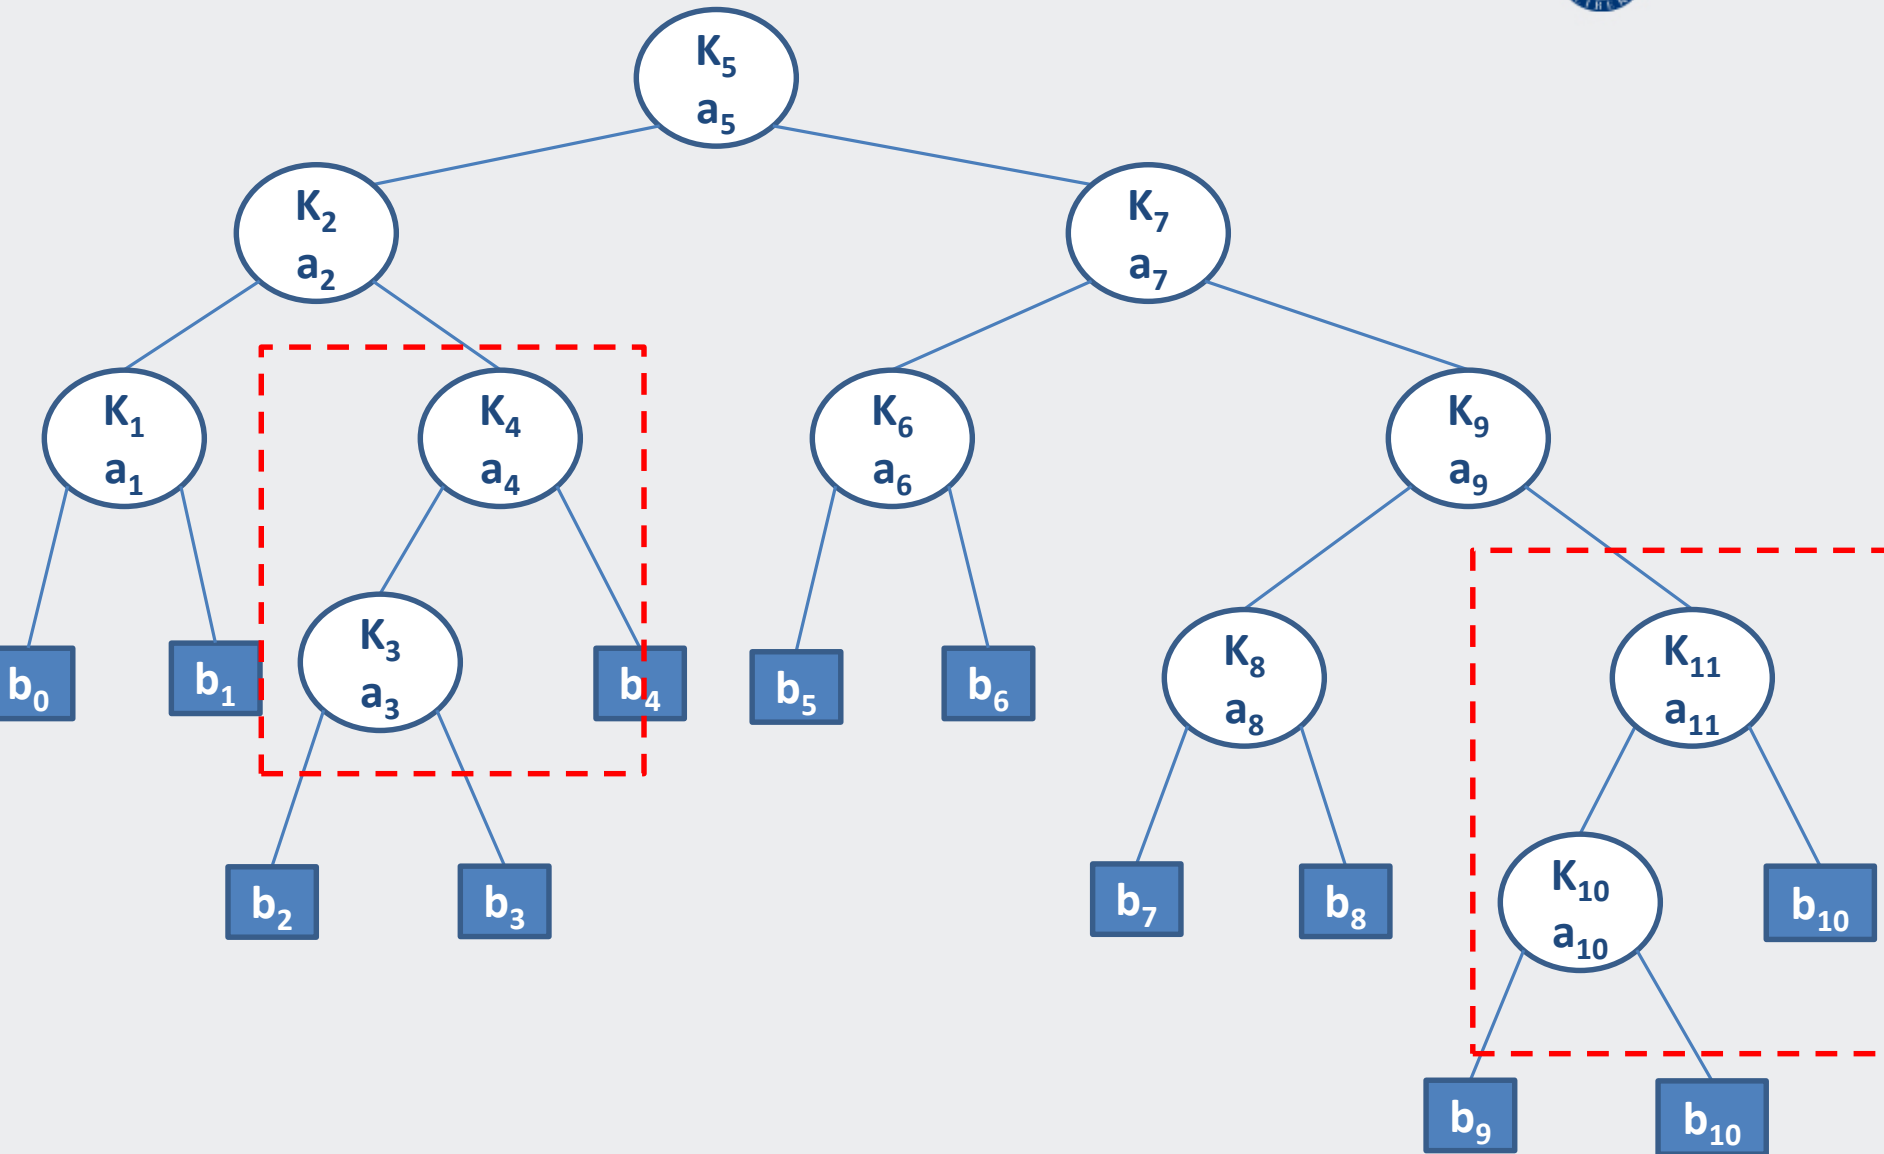 K₅
a₅
K₂
a₂
K₇
a₇
K₁
a₁
K₄
a₄
K₆
a₆
K₉
a₉
K₃
a₃
K₈
a₈
K₁₁
a₁₁
b₀
b₁
b₄
b₅
b₆
K₁₀
a₁₀
b₂
b₃
b₇
b₈
b₁₀
b₉
b₁₀